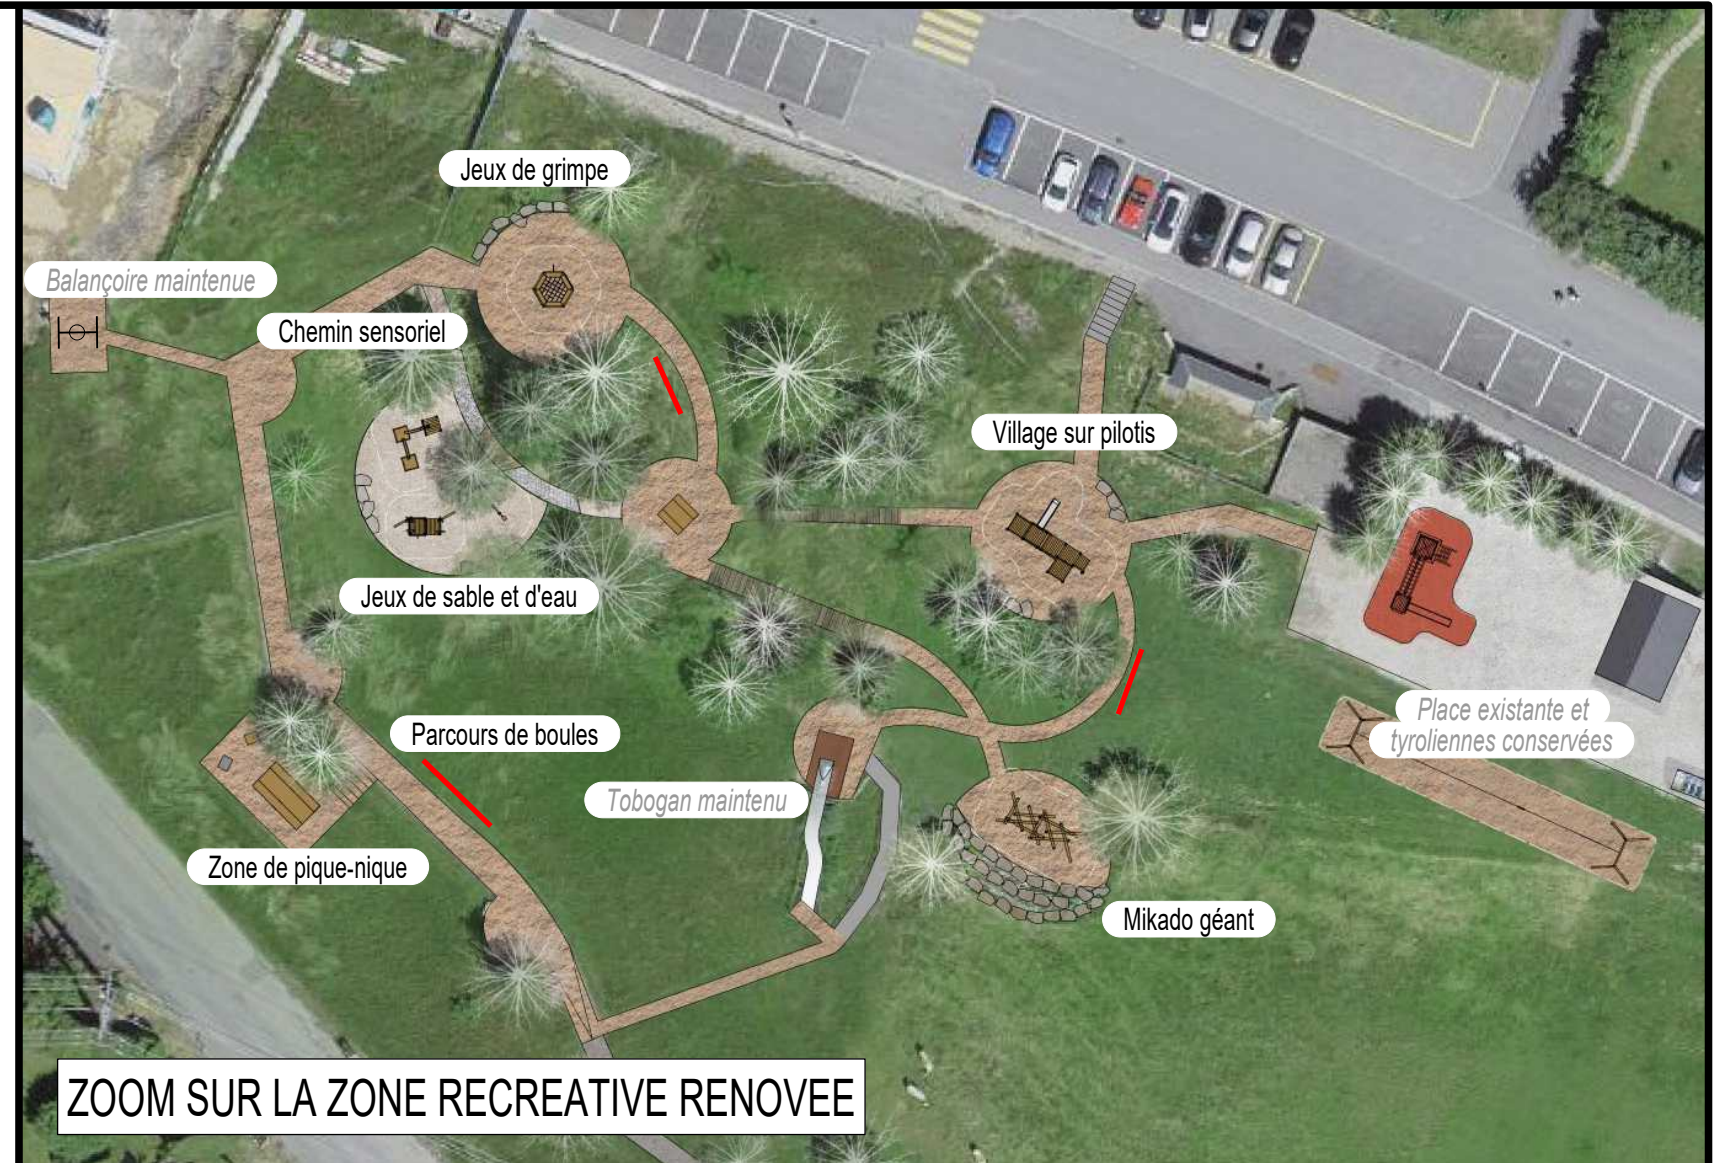 Jeux de grimpe
Balançoire maintenue
Chemin sensoriel
Village sur pilotis
Jeux de sable et d'eau
Place existante et
tyroliennes conservées
Parcours de boules
Tobogan maintenu
Zone de pique-nique
Mikado géant
ZOOM SUR LA ZONE RECREATIVE RENOVEE